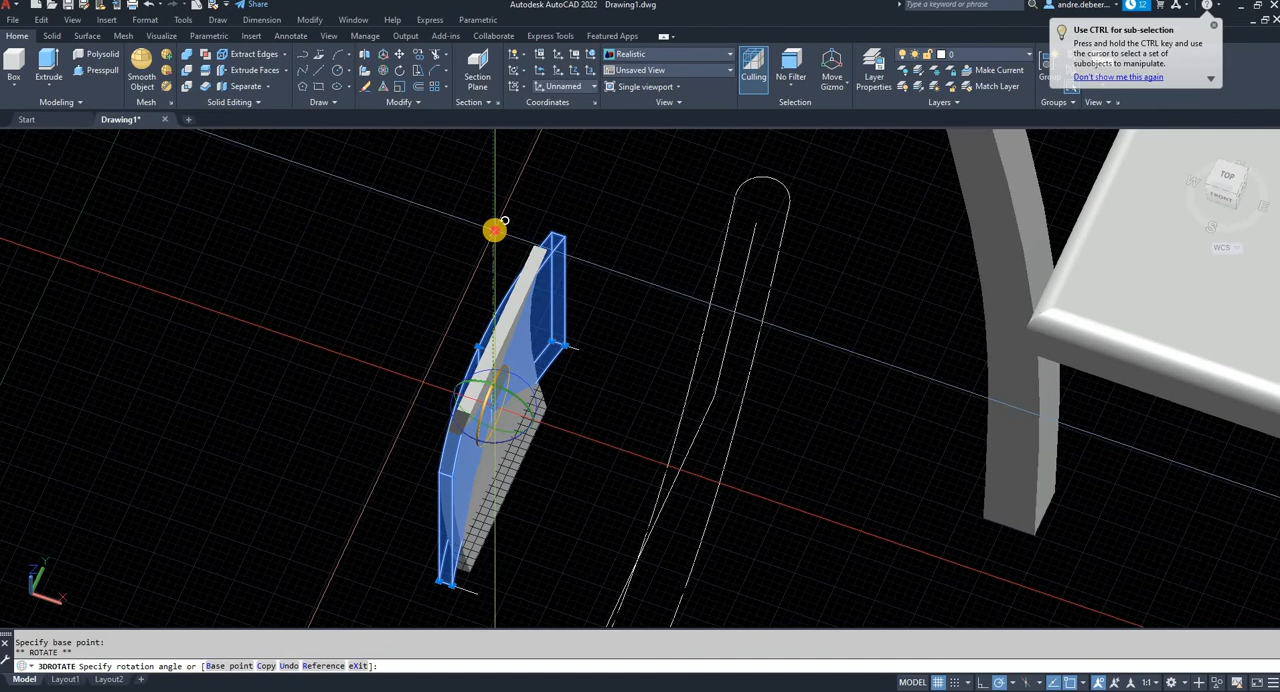 Share
Autodesk AutoCAD 2022 Drawing1.dwg
Type a keyword or phrase
andre.debeer...
12
File Edit View Insert Format Tools Draw Dimension Modify Window Help Express Parametric
Home Solid Surface Mesh Visualize Parametric Insert Annotate View Manage Output Add-ins Collaborate Express Tools Featured Apps
Use CTRL for sub-selection
Press and hold the CTRL key and use
the cursor to select a set of
subobjects to manipulate.
Don't show me this again
Polysolid
Presspull
Extract Edges
Extrude Faces
Separate
Realistic
Unsaved View
Unnamed
Single viewport
0
Make Current
Match Layer
Box
Extrude
Smooth
Object
Section
Plane
Culling
No Filter
Move
Gizmo
Layer
Properties
Group
Modeling
Mesh
Solid Editing
Draw
Modify
Section
Coordinates
View
Selection
Layers
Groups
View
Start
Drawing1*
TOP
FRONT
W
E
S
WCS
Z
Y
X
Specify base point:
** ROTATE **
3DROTATE Specify rotation angle or [Base point Copy Undo Reference eXit]:
Model Layout1 Layout2
MODEL
1:1